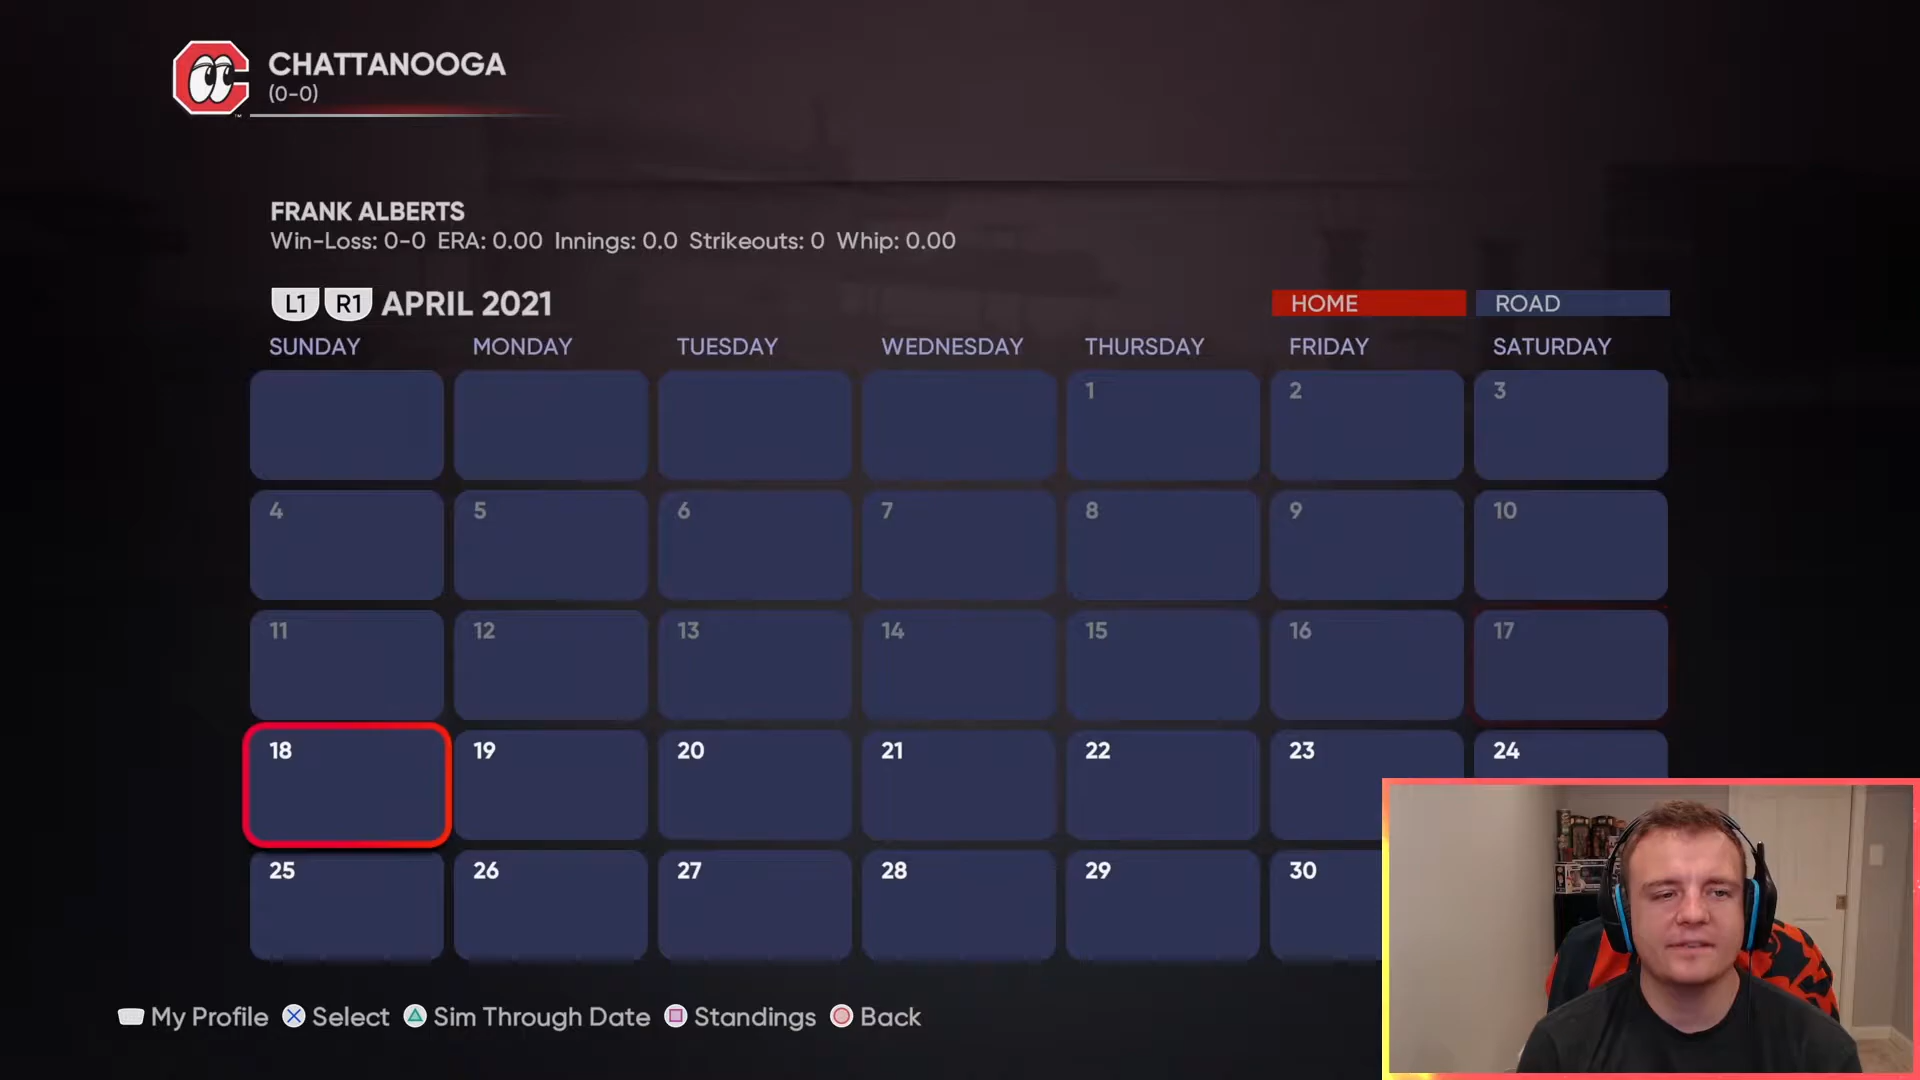 CHATTANOOGA
(0-0)
FRANK ALBERTS
Win-Loss: 0-0 ERA: 0.00 Innings: 0.0 Strikeouts: 0 Whip: 0.00
L1 R1 APRIL 2021
HOME ROAD
SUNDAY MONDAY TUESDAY WEDNESDAY THURSDAY FRIDAY SATURDAY
1 2 3
4 5 6 7 8 9 10
11 12 13 14 15 16 17
18 19 20 21 22 23 24
25 26 27 28 29 30
My Profile Select Sim Through Date Standings Back